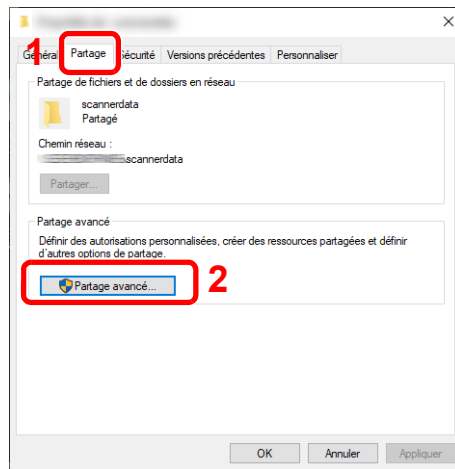 1
Général Partage Sécurité Versions précédentes Personnaliser
Partage de fichiers et de dossiers en réseau
scannerdata
Partagé
Chemin réseau :
scannerdata
Partager...
Partage avancé
Définir des autorisations personnalisées, créer des ressources partagées et définir
d'autres options de partage.
Partage avancé...
2
OK Annuler Appliquer